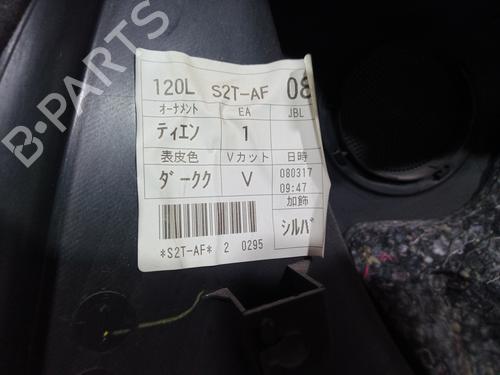 B-PARTS
120L S2T-AF 08
オーナメント EA JBL
ティエン 1
表皮色 Vカット 日時
ダークク V 080317
09:47
加飾
シルバ
*S2T-AF* 2 0295